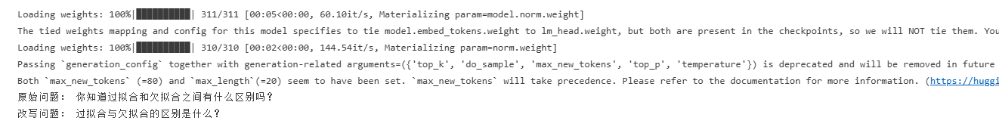 Loading weights: 100%|██████████| 311/311 [00:05<00:00, 60.10it/s, Materializing param=model.norm.weight]
The tied weights mapping and config for this model specifies to tie model.embed_tokens.weight to lm_head.weight, but both are present in the checkpoints, so we will NOT tie them. You
Loading weights: 100%|██████████| 310/310 [00:02<00:00, 144.54it/s, Materializing param=norm.weight]
Passing `generation_config` together with generation-related arguments=({'top_k', 'do_sample', 'max_new_tokens', 'top_p', 'temperature'}) is deprecated and will be removed in future
Both `max_new_tokens` (=80) and `max_length`(=20) seem to have been set. `max_new_tokens` will take precedence. Please refer to the documentation for more information. (https://huggi
原始问题： 你知道过拟合和欠拟合之间有什么区别吗？
改写问题： 过拟合与欠拟合的区别是什么？